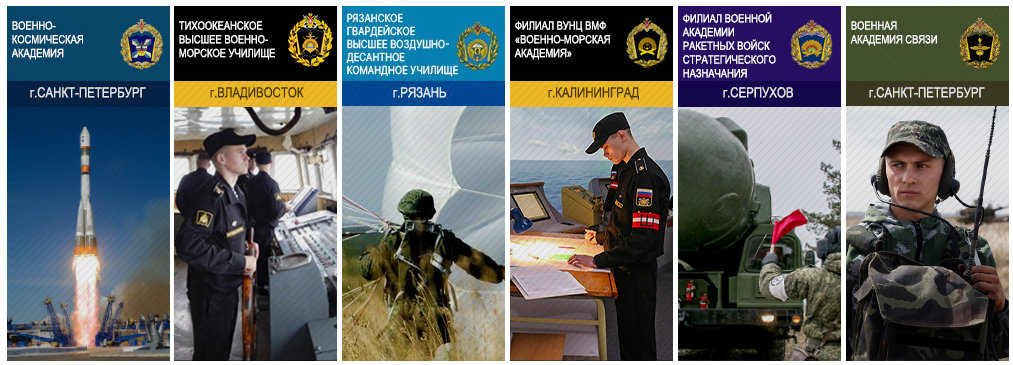 ВОЕННО-
КОСМИЧЕСКАЯ
АКАДЕМИЯ
г.САНКТ-ПЕТЕРБУРГ
ТИХООКЕАНСКОЕ
ВЫСШЕЕ ВОЕННО-
МОРСКОЕ УЧИЛИЩЕ
г.ВЛАДИВОСТОК
РЯЗАНСКОЕ
ГВАРДЕЙСКОЕ
ВЫСШЕЕ ВОЗДУШНО-
ДЕСАНТНОЕ
КОМАНДНОЕ УЧИЛИЩЕ
г.РЯЗАНЬ
ФИЛИАЛ ВУНЦ ВМФ
«ВОЕННО-МОРСКАЯ
АКАДЕМИЯ»
г.КАЛИНИНГРАД
ФИЛИАЛ ВОЕННОЙ
АКАДЕМИИ
РАКЕТНЫХ ВОЙСК
СТРАТЕГИЧЕСКОГО
НАЗНАЧАНИЯ
г.СЕРПУХОВ
ВОЕННАЯ
АКАДЕМИЯ СВЯЗИ
г.САНКТ-ПЕТЕРБУРГ